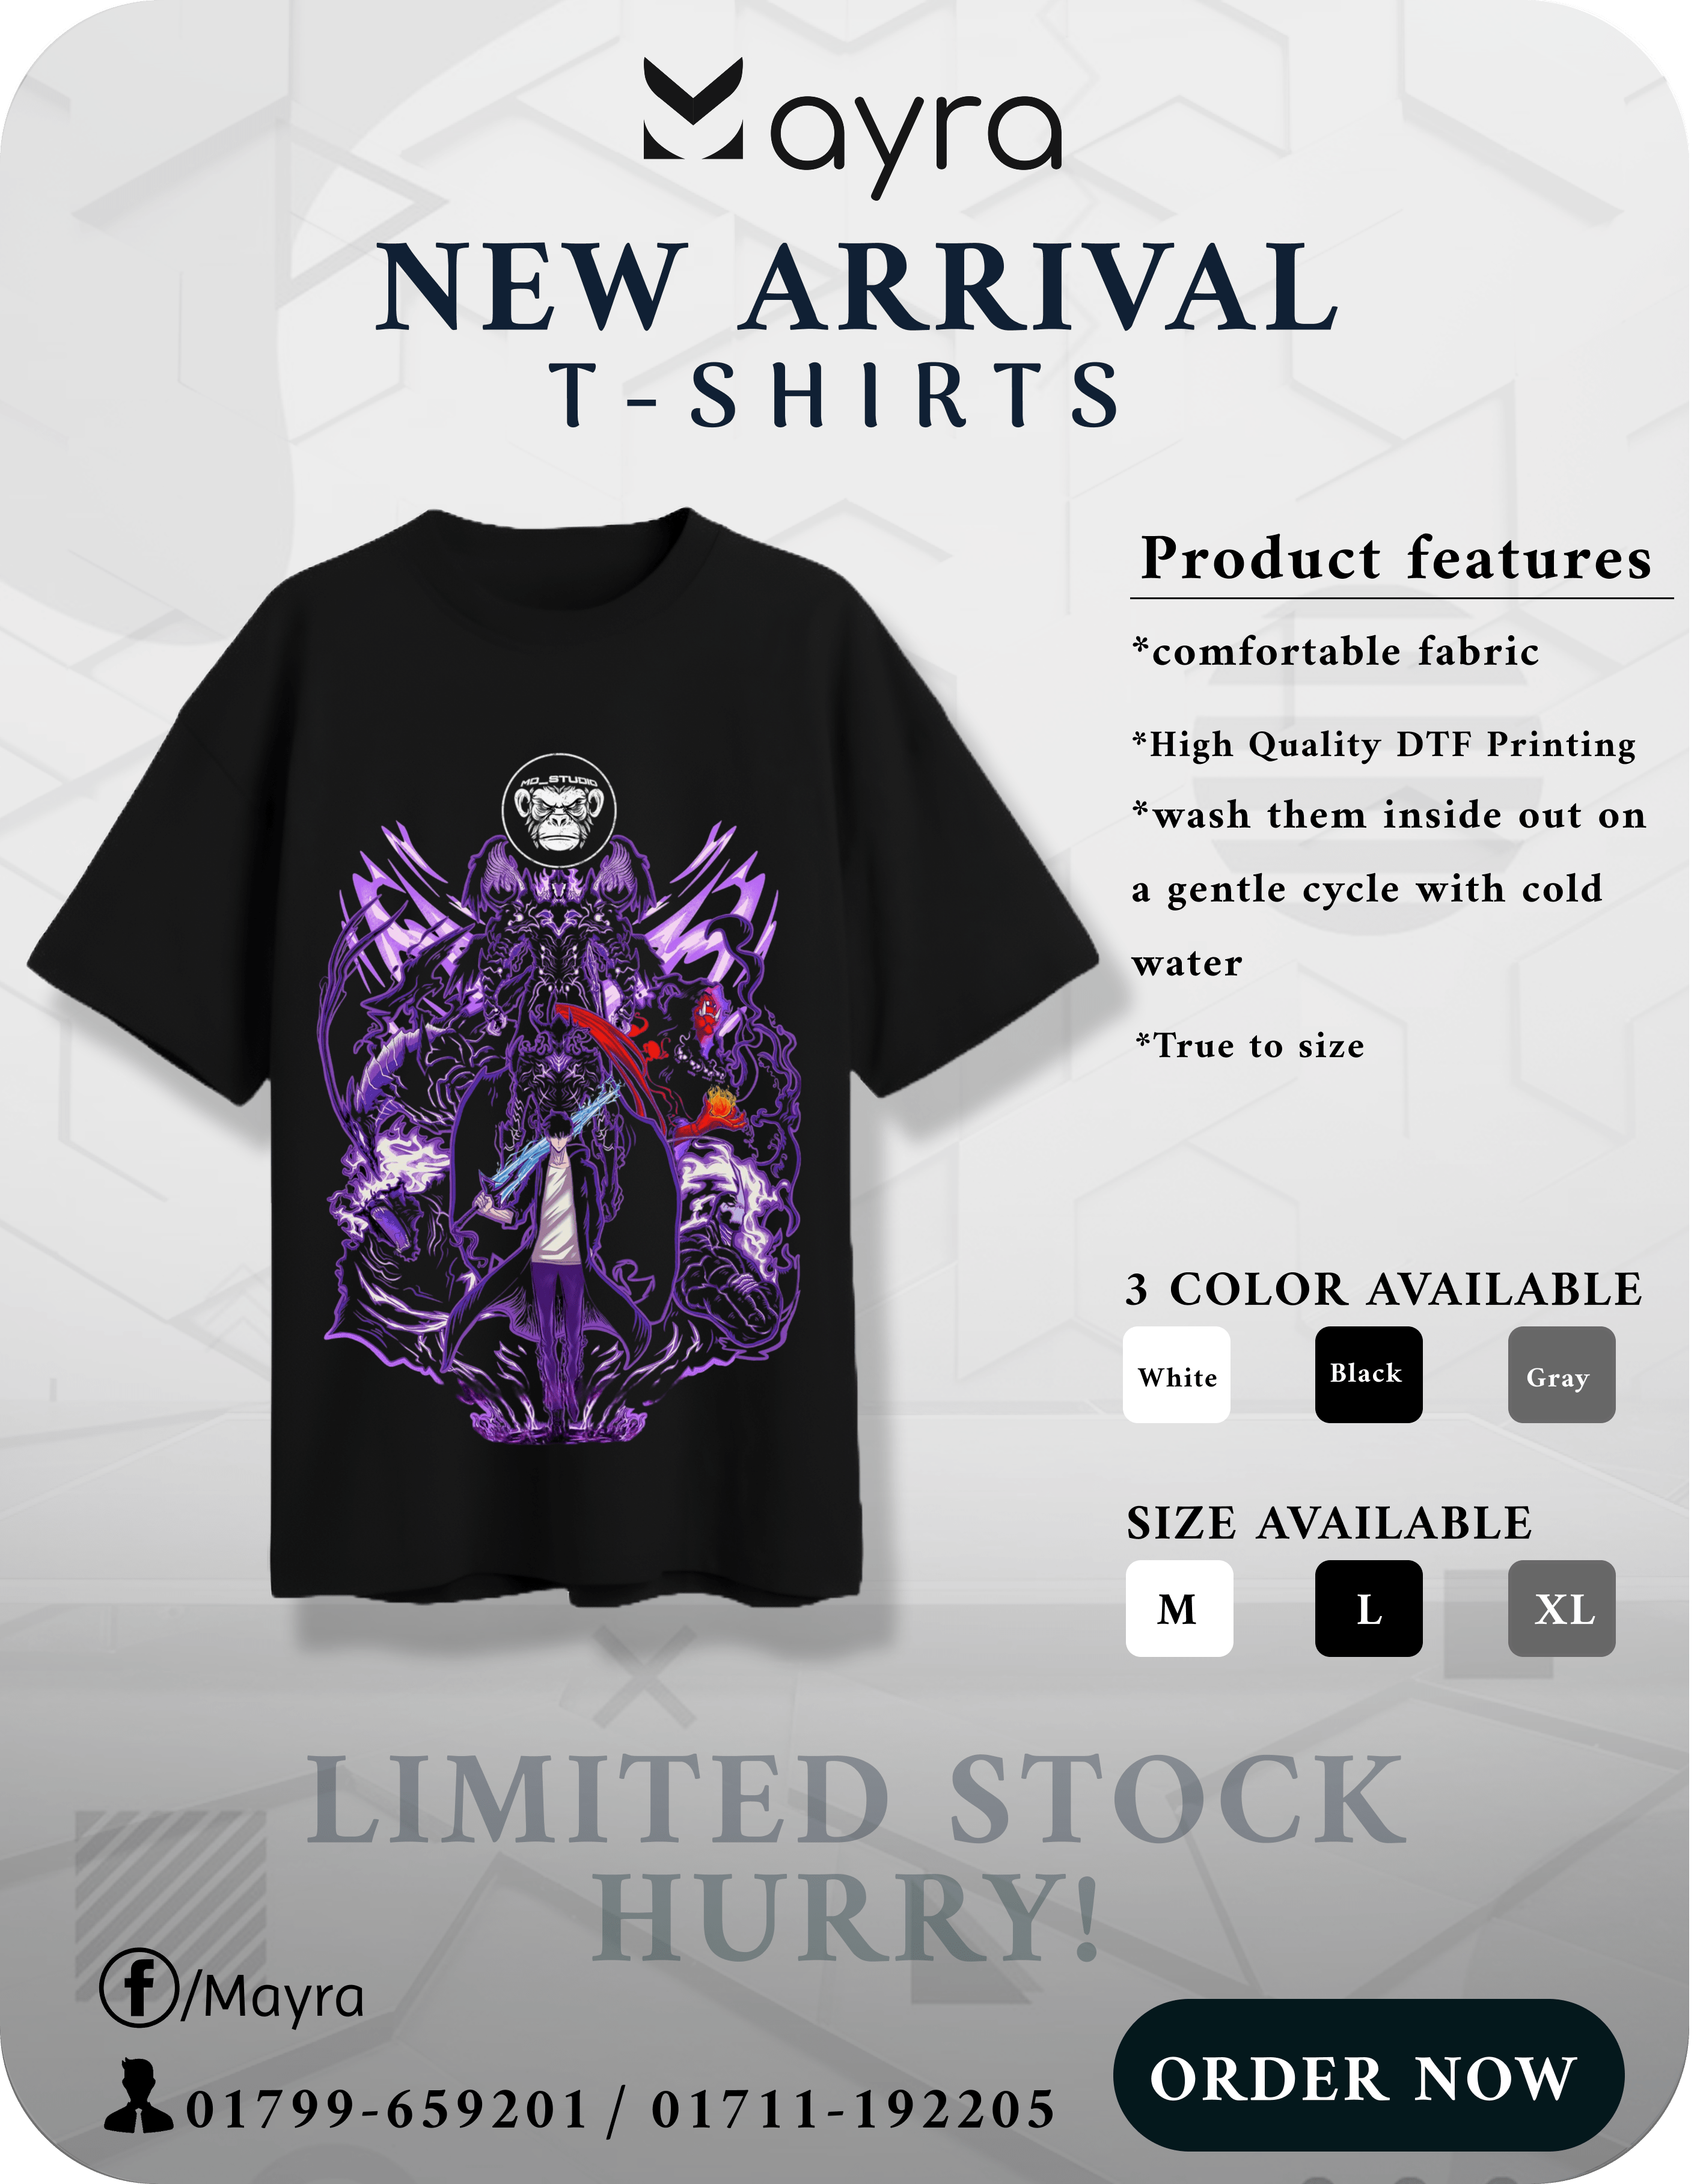 Mayra
NEW ARRIVAL
T-SHIRTS
MD_STUDIO
Product features
*comfortable fabric
*High Quality DTF Printing
*wash them inside out on
a gentle cycle with cold
water
*True to size
3 COLOR AVAILABLE
White Black Gray
SIZE AVAILABLE
M L XL
LIMITED STOCK
HURRY!
f/Mayra
01799-659201 / 01711-192205
ORDER NOW